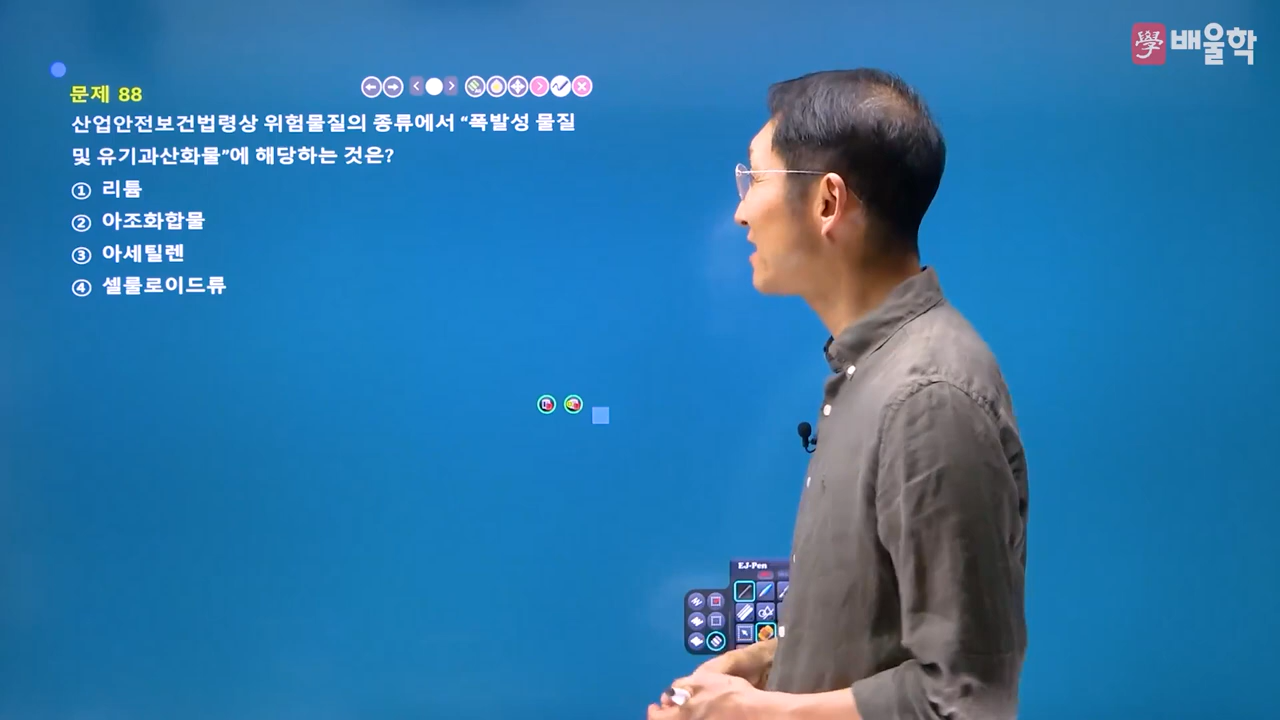 學 배울학
문제 88
산업안전보건법령상 위험물질의 종류에서 “폭발성 물질
및 유기과산화물”에 해당하는 것은?
① 리튬
② 아조화합물
③ 아세틸렌
④ 셀룰로이드류
EJ-Pen